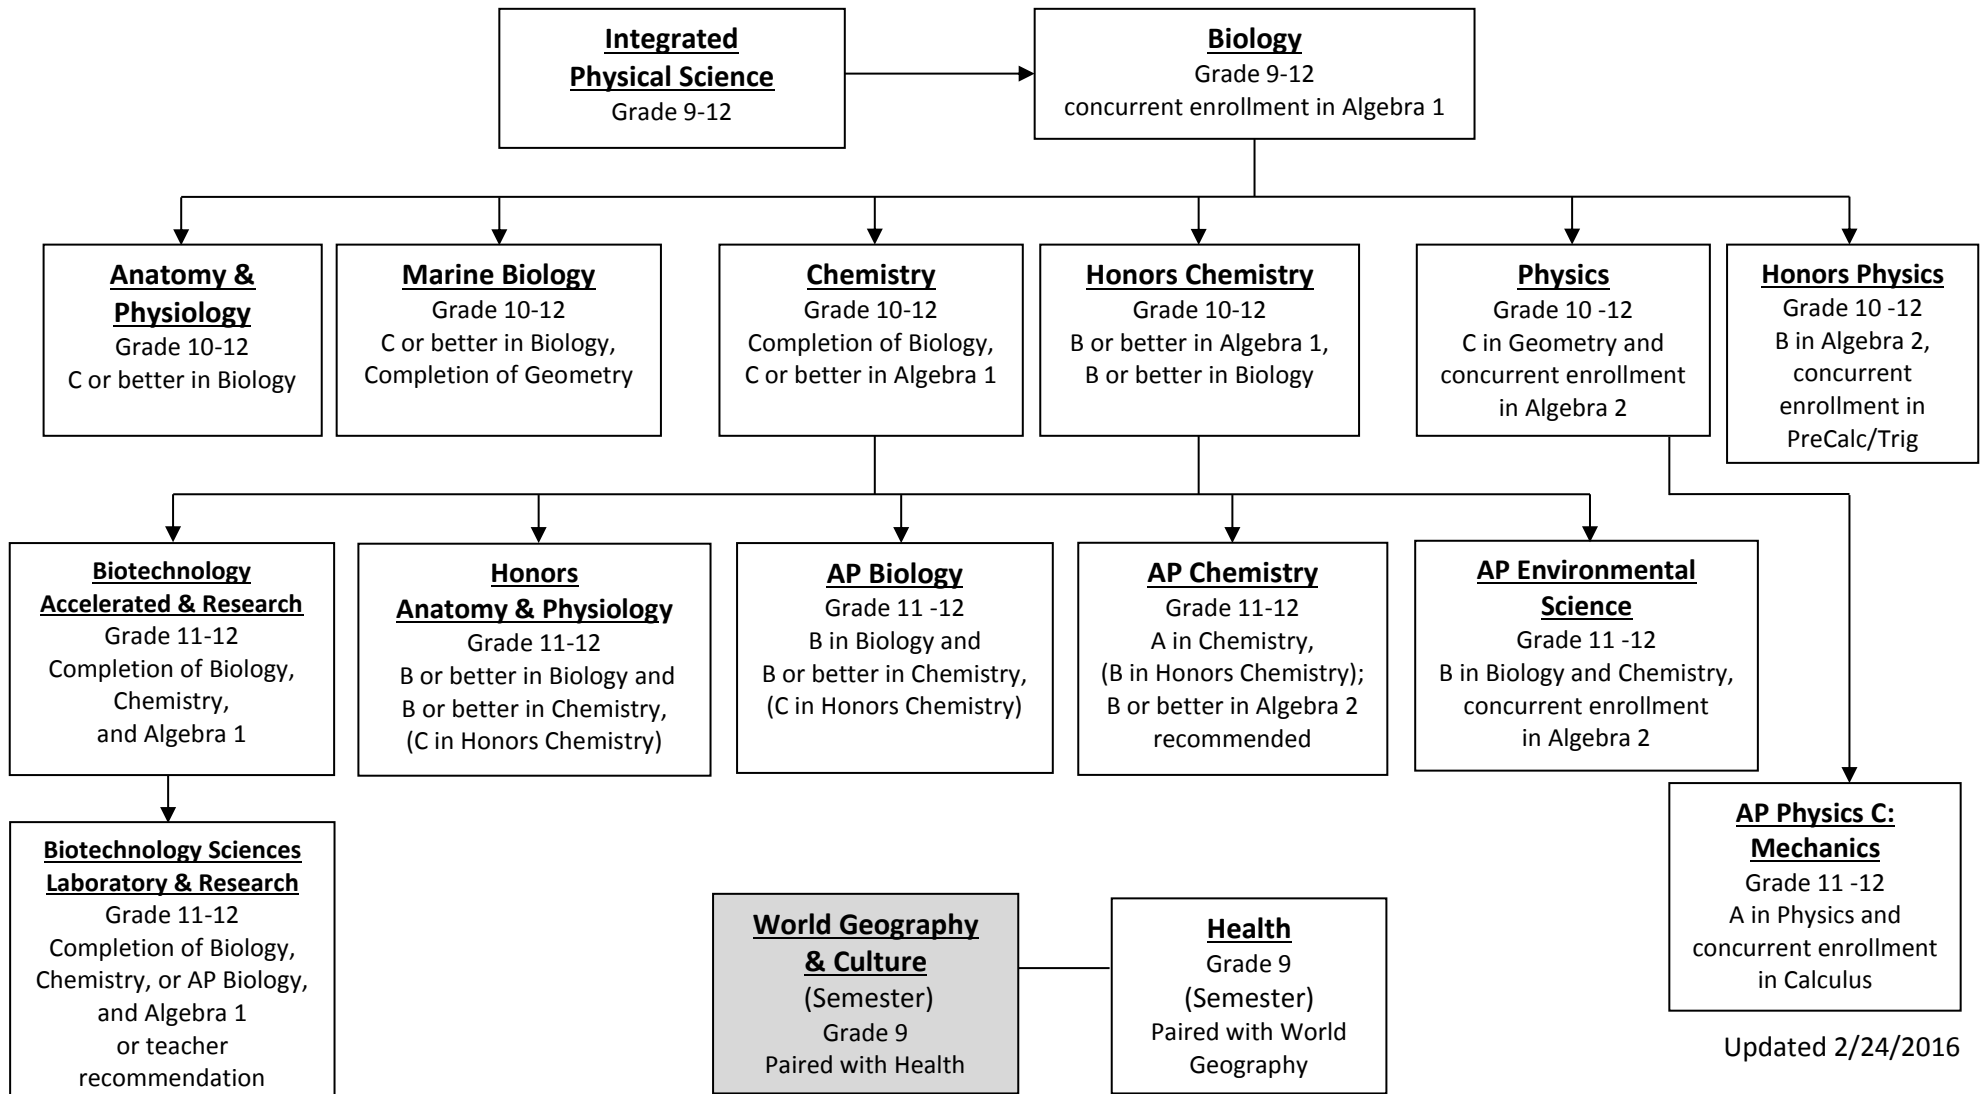 Integrated
Physical Science
Grade 9-12
Biology
Grade 9-12
concurrent enrollment in Algebra 1
Anatomy &
Physiology
Grade 10-12
C or better in Biology
Marine Biology
Grade 10-12
C or better in Biology,
Completion of Geometry
Chemistry
Grade 10-12
Completion of Biology,
C or better in Algebra 1
Honors Chemistry
Grade 10-12
B or better in Algebra 1,
B or better in Biology
Physics
Grade 10 -12
C in Geometry and
concurrent enrollment
in Algebra 2
Honors Physics
Grade 10 -12
B in Algebra 2,
concurrent
enrollment in
PreCalc/Trig
Biotechnology
Accelerated & Research
Grade 11-12
Completion of Biology,
Chemistry,
and Algebra 1
Honors
Anatomy & Physiology
Grade 11-12
B or better in Biology and
B or better in Chemistry,
(C in Honors Chemistry)
AP Biology
Grade 11 -12
B in Biology and
B or better in Chemistry,
(C in Honors Chemistry)
AP Chemistry
Grade 11-12
A in Chemistry,
(B in Honors Chemistry);
B or better in Algebra 2
recommended
AP Environmental
Science
Grade 11 -12
B in Biology and Chemistry,
concurrent enrollment
in Algebra 2
Biotechnology Sciences
Laboratory & Research
Grade 11-12
Completion of Biology,
Chemistry, or AP Biology,
and Algebra 1
or teacher
recommendation
World Geography
& Culture
(Semester)
Grade 9
Paired with Health
Health
Grade 9
(Semester)
Paired with World
Geography
AP Physics C:
Mechanics
Grade 11 -12
A in Physics and
concurrent enrollment
in Calculus
Updated 2/24/2016